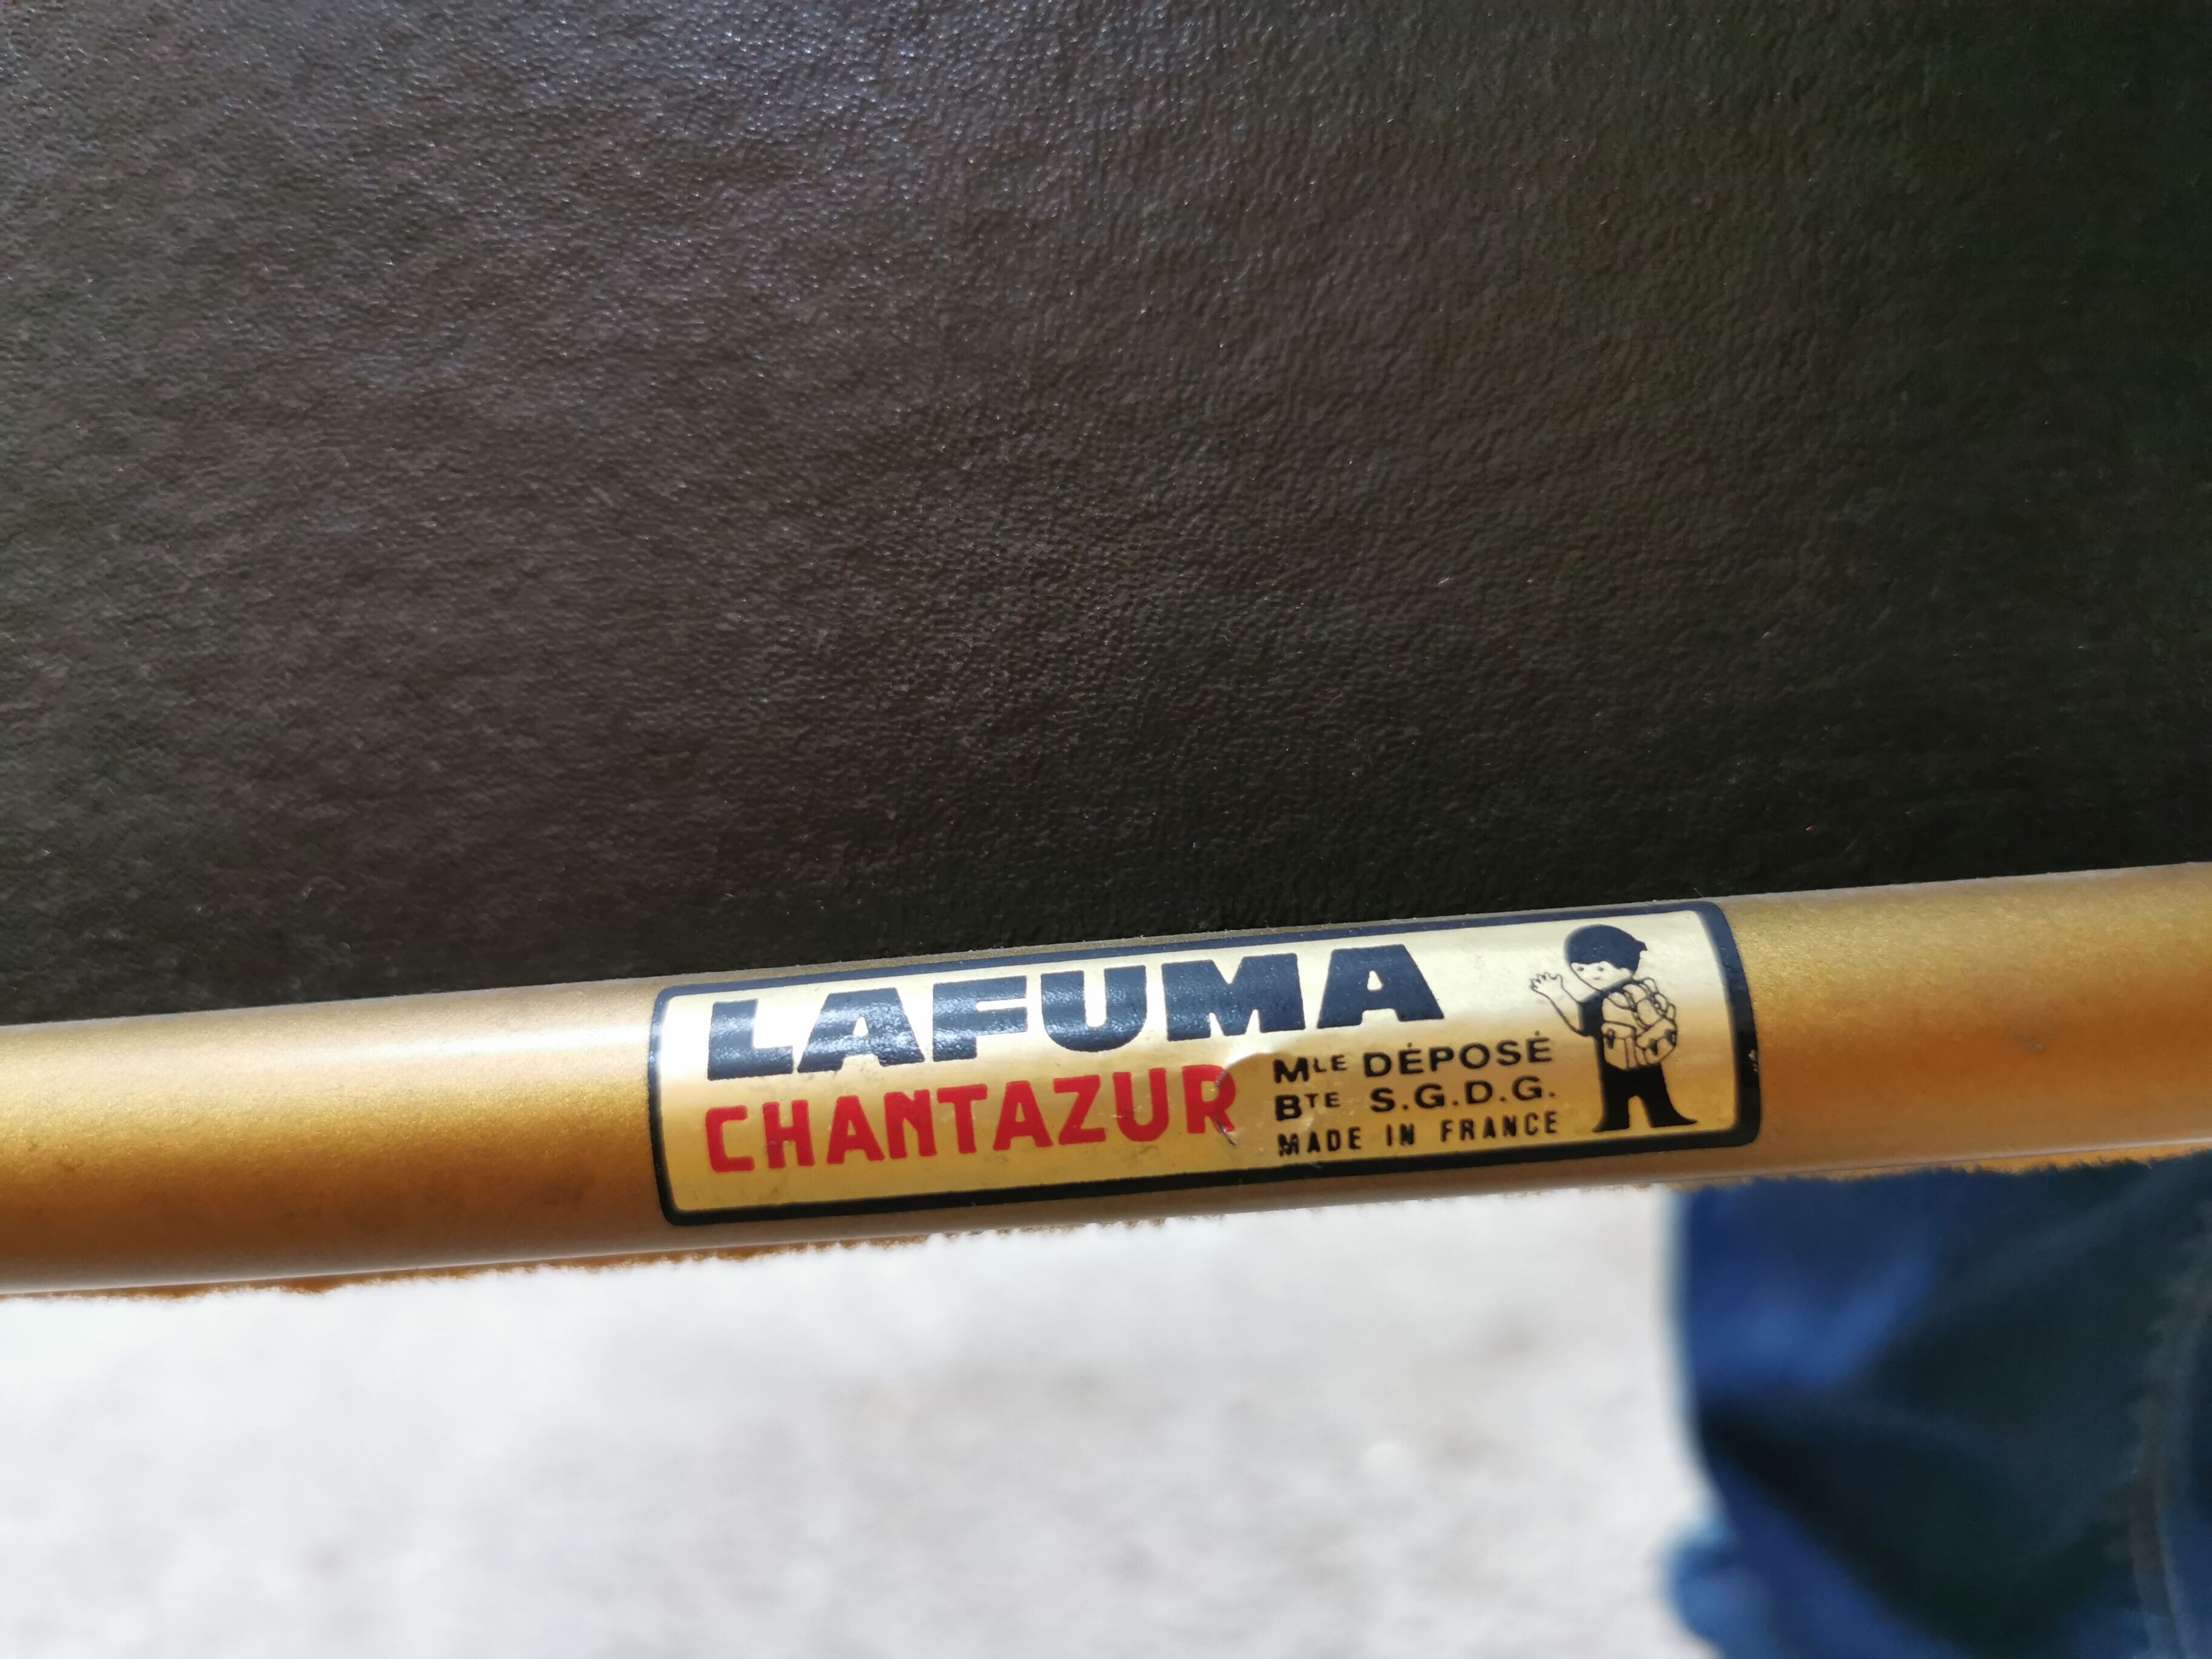 LAFUMA
CHANTAZUR
MLE DÉPOSÉ
BTE S.G.D.G.
MADE IN FRANCE